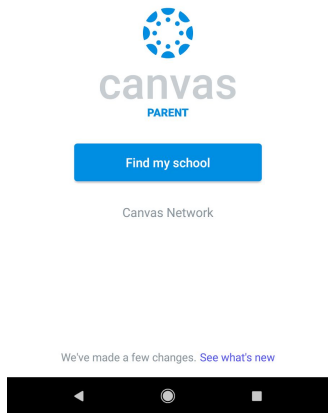 canvas
PARENT
Find my school
Canvas Network
We've made a few changes. See what's new